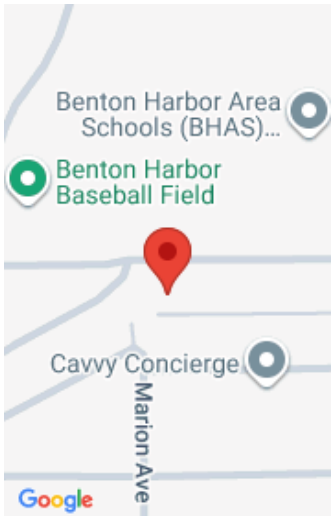 Benton Harbor Area
Schools (BHAS)...
Benton Harbor
Baseball Field
Cavvy Concierge
Marion Ave
Google